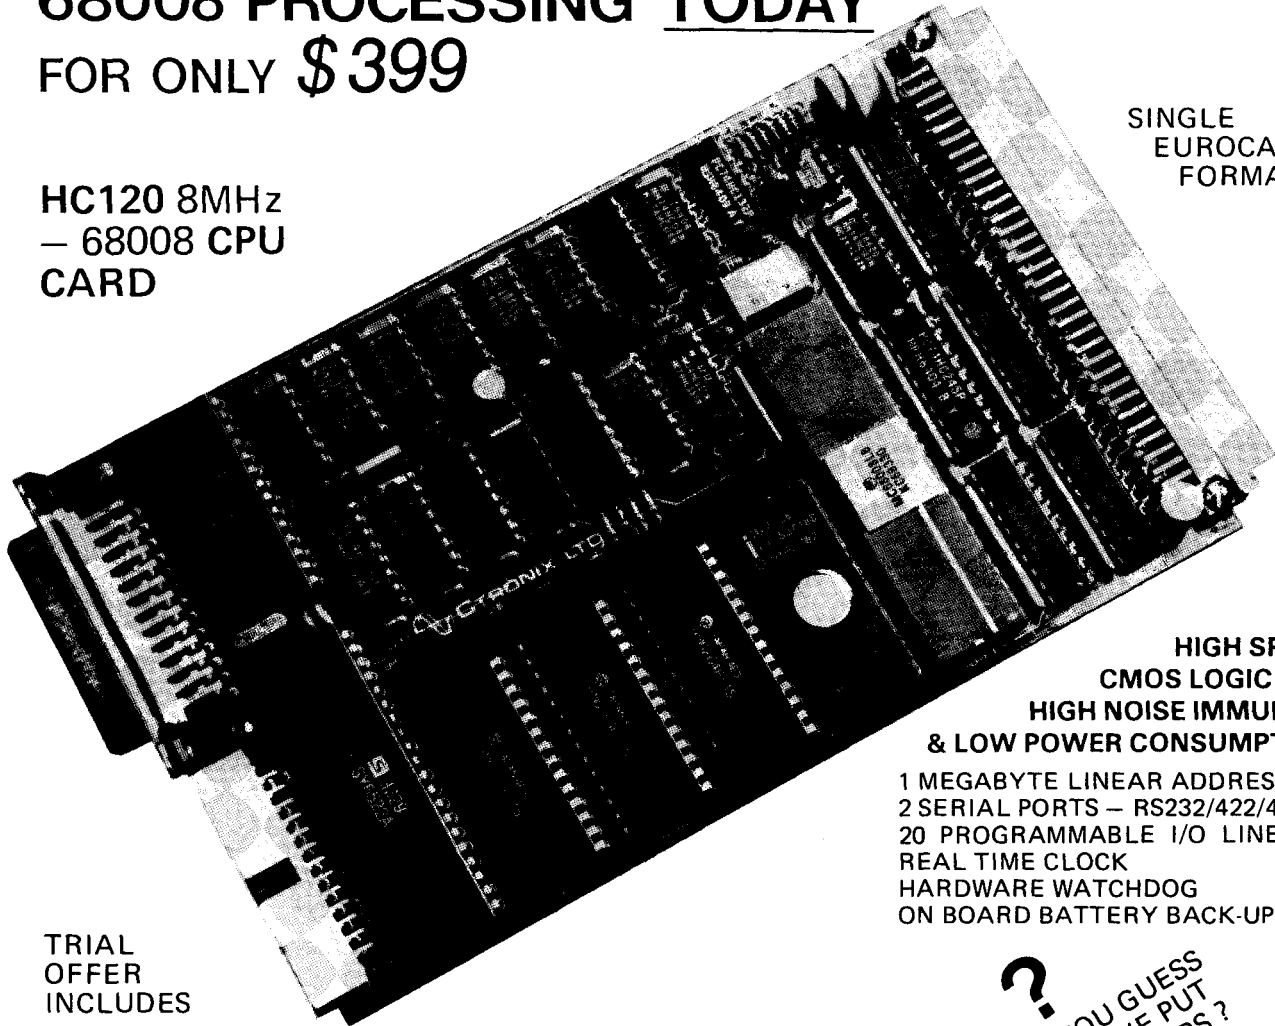 68008 PROCESSING TODAY
FOR ONLY $399
SINGLE
EUROCA
FORMA
HC120 8MHz
– 68008 CPU
CARD
CTRONIX LTD
HIGH SP
CMOS LOGIC
HIGH NOISE IMMU
& LOW POWER CONSUMPT
1 MEGABYTE LINEAR ADDRES
2 SERIAL PORTS – RS232/422/4
20 PROGRAMMABLE I/O LINE
REAL TIME CLOCK
HARDWARE WATCHDOG
ON BOARD BATTERY BACK-UP
TRIAL
OFFER
INCLUDES
?
OU GUESS
PUT
?